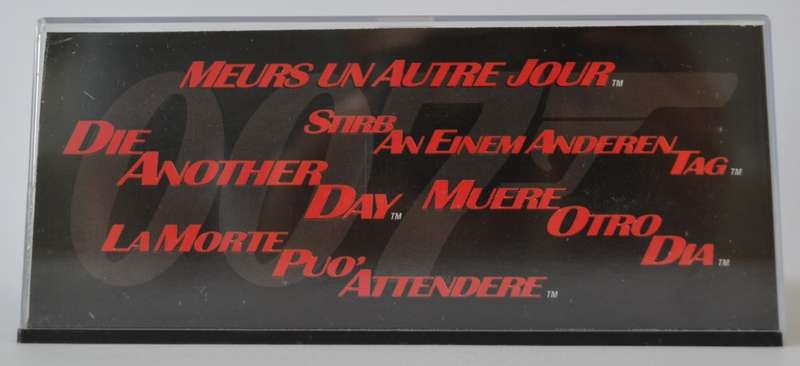 MEURS UN AUTRE JOUR™
STIRB
AN EINEM ANDEREN
TAG™
DIE
ANOTHER
DAY™
MUERE
OTRO
DIA™
LA MORTE
PUO'
ATTENDERE™
007